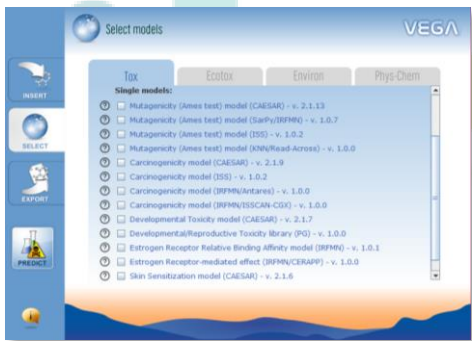 Select models
VEGA
Tox
Ecotox
Environ
Phys-Chem
INSERT
SELECT
EXPORT
PREDICT
Single models:
Mutagenicity (Ames test) model (CAESAR) - v. 2.1.13
Mutagenicity (Ames test) model (SarPy/IRFMN) - v. 1.0.7
Mutagenicity (Ames test) model (ISS) - v. 1.0.2
Mutagenicity (Ames test) model (KNN/Read-Across) - v. 1.0.0
Carcinogenicity model (CAESAR) - v. 2.1.9
Carcinogenicity model (ISS) - v. 1.0.2
Carcinogenicity model (IRFMN/Antares) - v. 1.0.0
Carcinogenicity model (IRFMN/ISSCAN-CGX) - v. 1.0.0
Developmental Toxicity model (CAESAR) - v. 2.1.7
Developmental/Reproductive Toxicity library (PG) - v. 1.0.0
Estrogen Receptor Relative Binding Affinity model (IRFMN) - v. 1.0.1
Estrogen Receptor-mediated effect (IRFMN/CERAPP) - v. 1.0.0
Skin Sensitization model (CAESAR) - v. 2.1.6